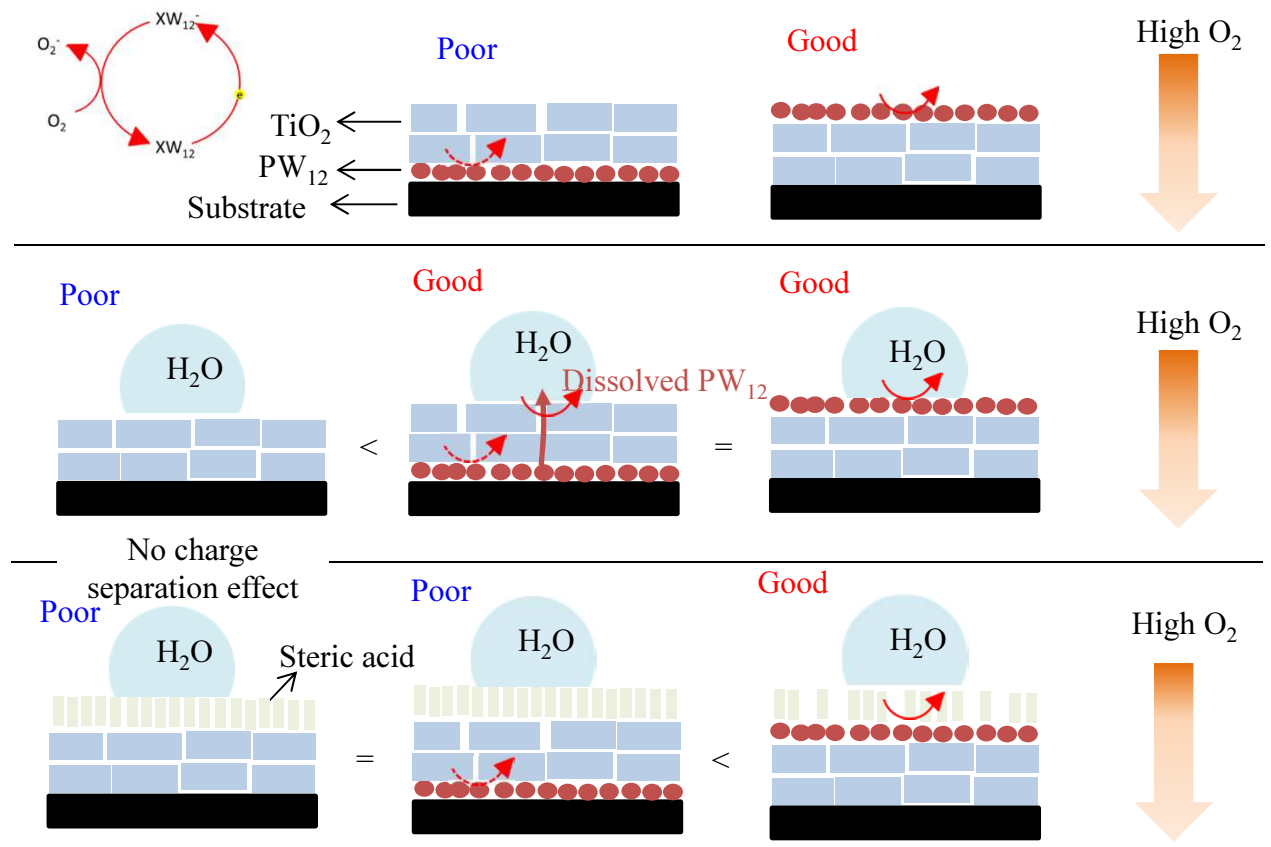 XW₁₂⁻
O₂⁻
e
O₂
XW₁₂
Poor
Good
High O₂
TiO₂
PW₁₂
Substrate
Poor
Good
Good
High O₂
H₂O
H₂O
H₂O
Dissolved PW₁₂
<
=
No charge
separation effect
Poor
Poor
Good
High O₂
H₂O
H₂O
H₂O
Steric acid
=
<